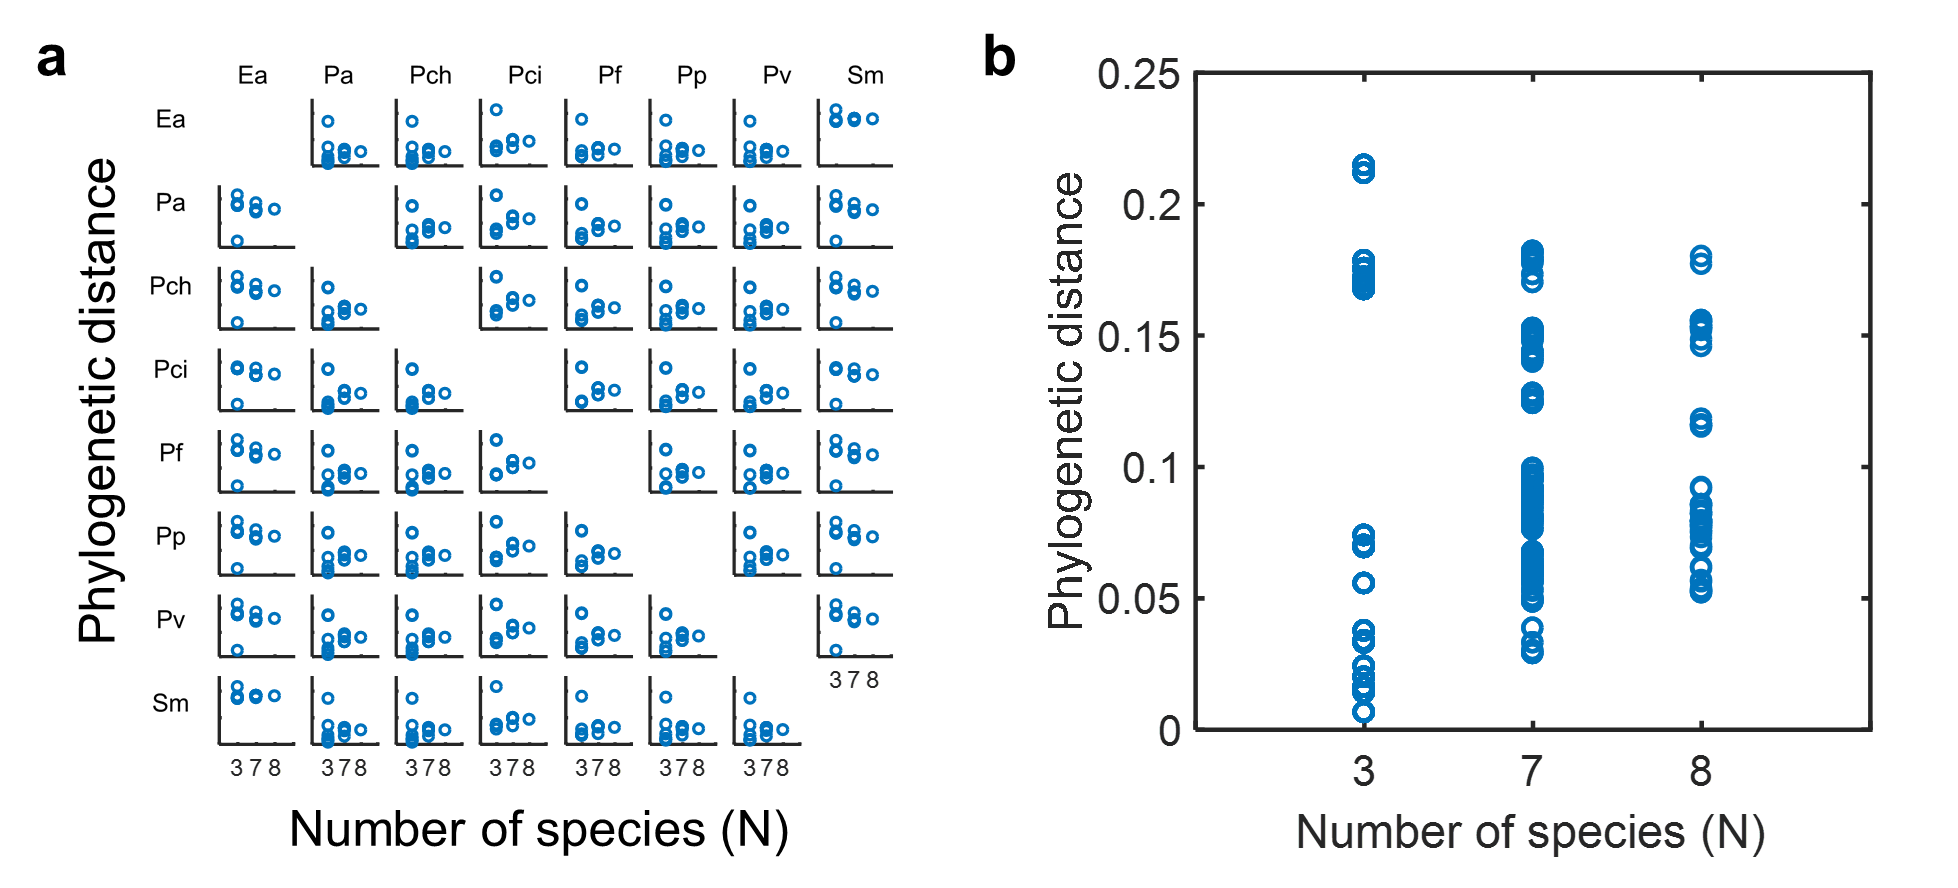 a
Ea Pa Pch Pci Pf Pp Pv Sm
Ea
Pa
Pch
Pci
Pf
Pp
Pv
Sm
3 7 8
3 7 8 3 7 8 3 7 8 3 7 8 3 7 8 3 7 8 3 7 8
Phylogenetic distance
Number of species (N)
b
0.25
0.2
0.15
0.1
0.05
0
3 7 8
Phylogenetic distance
Number of species (N)